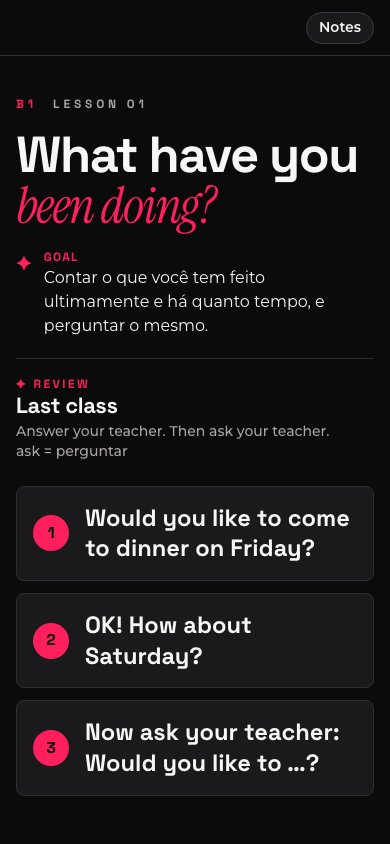 Notes
B1 LESSON 01
What have you
been doing?
GOAL
Contar o que você tem feito
ultimamente e há quanto tempo, e
perguntar o mesmo.
REVIEW
Last class
Answer your teacher. Then ask your teacher.
ask = perguntar
1 Would you like to come
to dinner on Friday?
2 OK! How about
Saturday?
3 Now ask your teacher:
Would you like to ...?